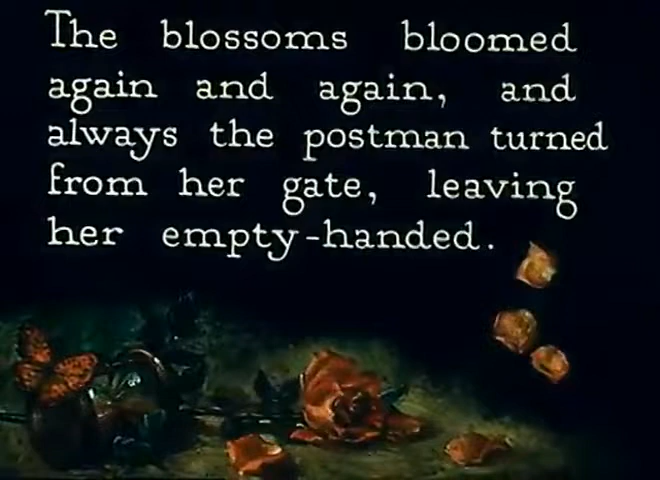 The blossoms bloomed
again and again, and
always the postman turned
from her gate, leaving
her empty-handed.